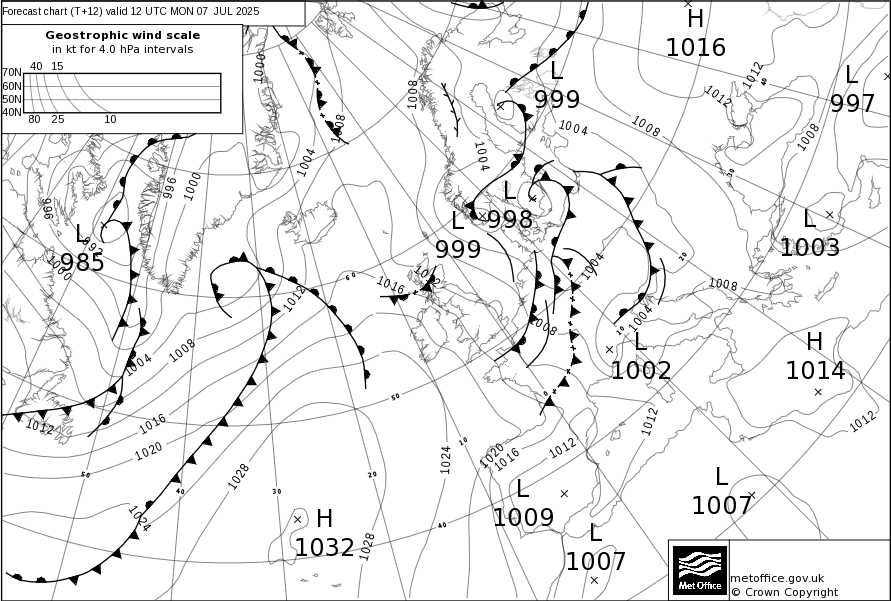 Forecast chart (T+12) valid 12 UTC MON 07 JUL 2025
Geostrophic wind scale
in kt for 4.0 hPa intervals
40 15
70N
60N
50N
40N
80 25 10
H
1016
L
999
L
997
1008
1008
1008
1012
1012
1004
1008
1008
1004
1004
996
1000
996
L
985
992
1000
L
998
L
999
L
1003
1012
1016
1012
1004
1008
1008
1004
1008
60
20
30
40
10
L
1002
H
1014
1004
1008
1012
1016
1020
1012
1012
50
0
10
1028
1024
1020
1016
1012
50
40
30
20
40
1024
H
1032
1028
L
1009
L
1007
L
1007
Met Office
metoffice.gov.uk
© Crown Copyright